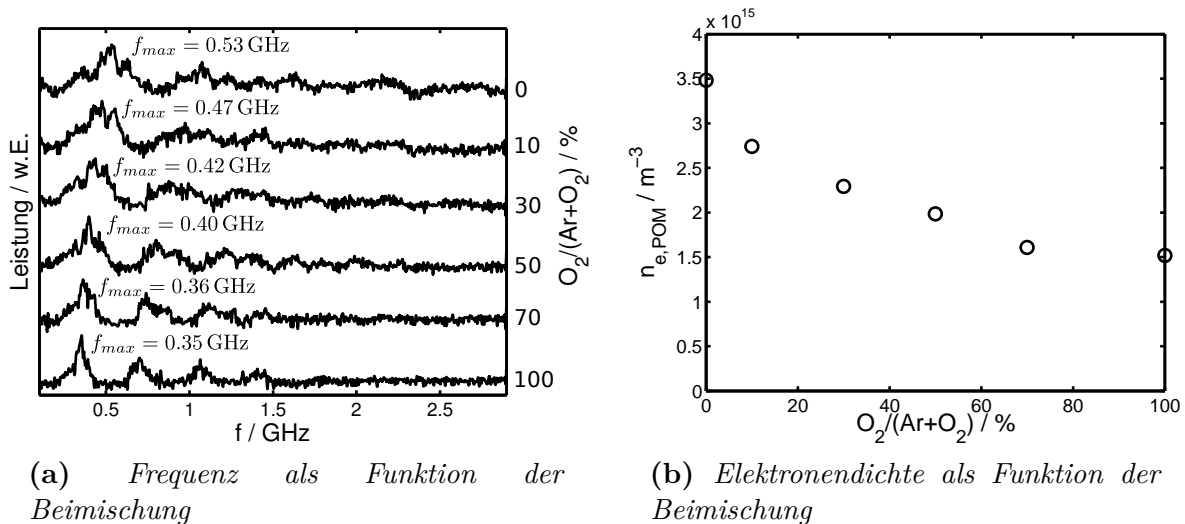 f_max = 0.53 GHz
0
f_max = 0.47 GHz
10
f_max = 0.42 GHz
30
f_max = 0.40 GHz
50
f_max = 0.36 GHz
70
f_max = 0.35 GHz
100
Leistung / w.E.
O₂/(Ar+O₂) / %
0.5 1 1.5 2 2.5
f / GHz
(a) Frequenz als Funktion der
Beimischung
x 10¹⁵
4
3.5
3
2.5
2
1.5
1
0.5
0
n_e,POM / m⁻³
0 20 40 60 80 100
O₂/(Ar+O₂) / %
(b) Elektronendichte als Funktion der
Beimischung